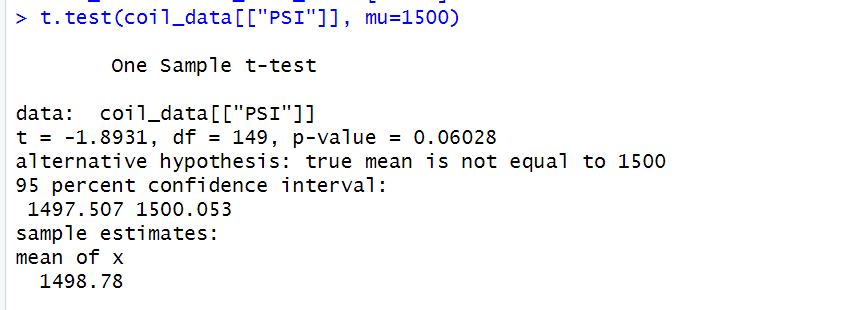 > t.test(coil_data[["PSI"]], mu=1500)
One Sample t-test
data:  coil_data[["PSI"]]
t = -1.8931, df = 149, p-value = 0.06028
alternative hypothesis: true mean is not equal to 1500
95 percent confidence interval:
1497.507 1500.053
sample estimates:
mean of x
1498.78